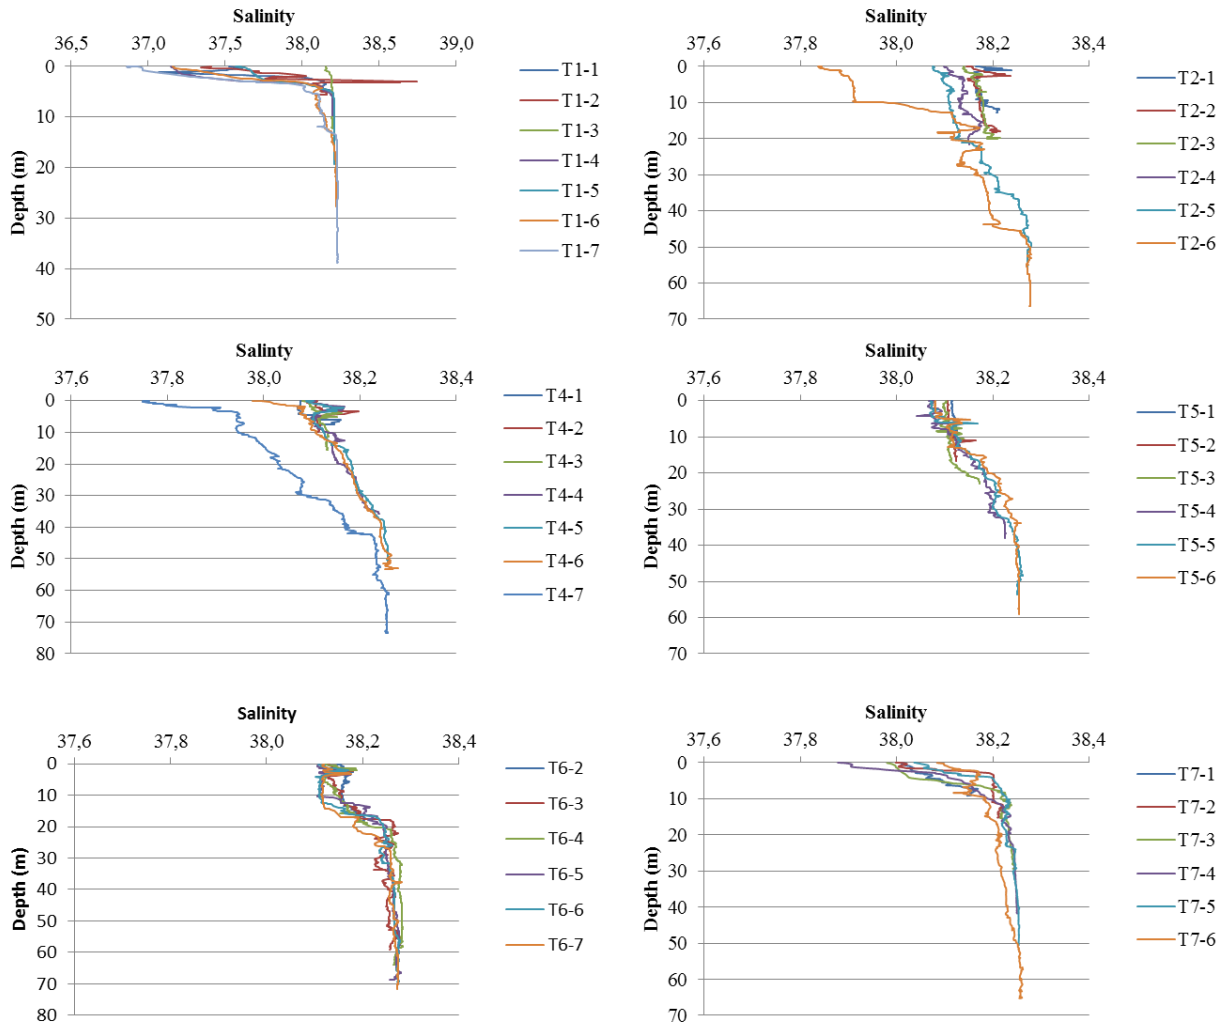 Salinity
36,5 37,0 37,5 38,0 38,5 39,0
0
10
20
30
40
50
Depth (m)
T1-1
T1-2
T1-3
T1-4
T1-5
T1-6
T1-7
Salinity
37,6 37,8 38,0 38,2 38,4
0
10
20
30
40
50
60
70
Depth (m)
T2-1
T2-2
T2-3
T2-4
T2-5
T2-6
Salinty
37,6 37,8 38,0 38,2 38,4
0
10
20
30
40
50
60
70
80
Depth (m)
T4-1
T4-2
T4-3
T4-4
T4-5
T4-6
T4-7
Salinity
37,6 37,8 38,0 38,2 38,4
0
10
20
30
40
50
60
70
Depth (m)
T5-1
T5-2
T5-3
T5-4
T5-5
T5-6
Salinity
37,6 37,8 38,0 38,2 38,4
0
10
20
30
40
50
60
70
80
Depth (m)
T6-2
T6-3
T6-4
T6-5
T6-6
T6-7
Salinity
37,6 37,8 38,0 38,2 38,4
0
10
20
30
40
50
60
70
Depth (m)
T7-1
T7-2
T7-3
T7-4
T7-5
T7-6